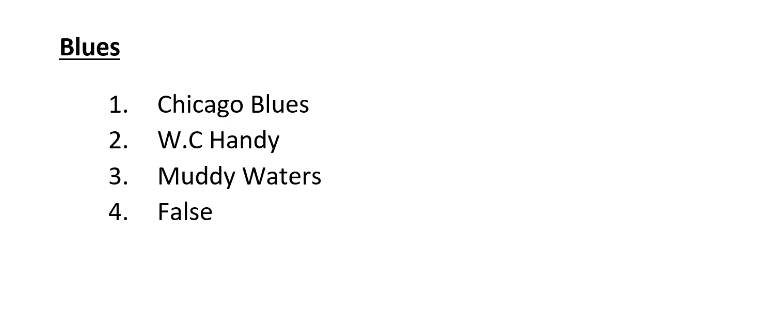 Blues
1. Chicago Blues
2. W.C Handy
3. Muddy Waters
4. False